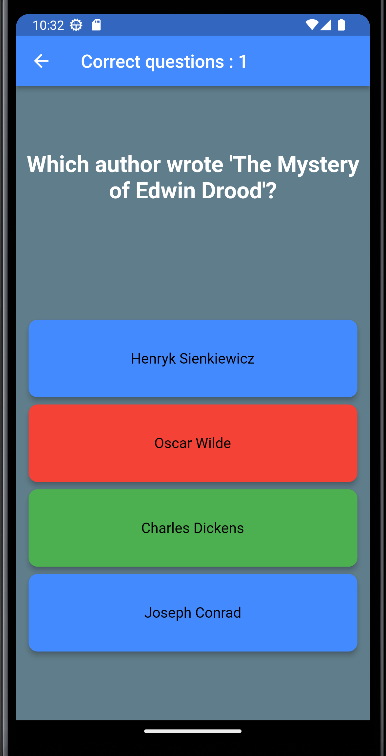 10:32
Correct questions : 1
Which author wrote 'The Mystery
of Edwin Drood'?
Henryk Sienkiewicz
Oscar Wilde
Charles Dickens
Joseph Conrad